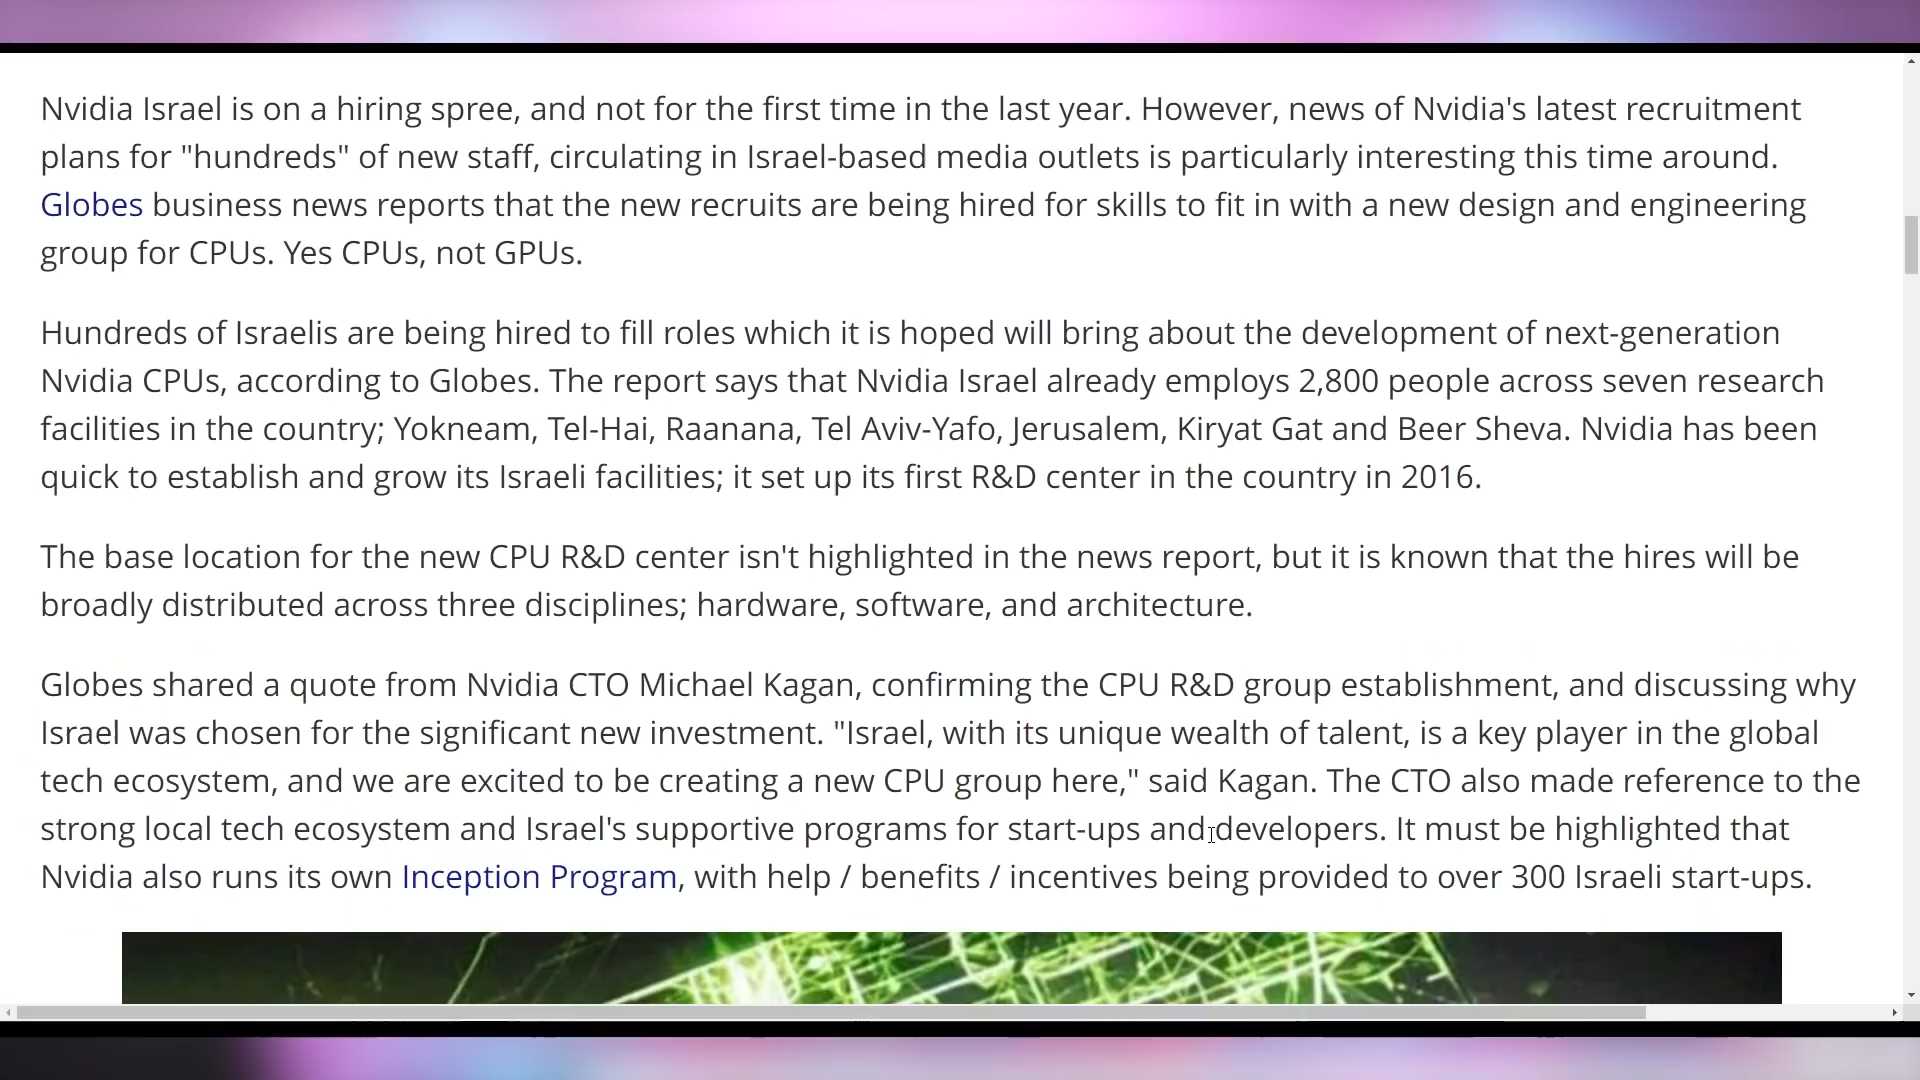 Nvidia Israel is on a hiring spree, and not for the first time in the last year. However, news of Nvidia's latest recruitment
plans for "hundreds" of new staff, circulating in Israel-based media outlets is particularly interesting this time around.
Globes business news reports that the new recruits are being hired for skills to fit in with a new design and engineering
group for CPUs. Yes CPUs, not GPUs.
Hundreds of Israelis are being hired to fill roles which it is hoped will bring about the development of next-generation
Nvidia CPUs, according to Globes. The report says that Nvidia Israel already employs 2,800 people across seven research
facilities in the country; Yokneam, Tel-Hai, Raanana, Tel Aviv-Yafo, Jerusalem, Kiryat Gat and Beer Sheva. Nvidia has been
quick to establish and grow its Israeli facilities; it set up its first R&D center in the country in 2016.
The base location for the new CPU R&D center isn't highlighted in the news report, but it is known that the hires will be
broadly distributed across three disciplines; hardware, software, and architecture.
Globes shared a quote from Nvidia CTO Michael Kagan, confirming the CPU R&D group establishment, and discussing why
Israel was chosen for the significant new investment. "Israel, with its unique wealth of talent, is a key player in the global
tech ecosystem, and we are excited to be creating a new CPU group here," said Kagan. The CTO also made reference to the
strong local tech ecosystem and Israel's supportive programs for start-ups and developers. It must be highlighted that
Nvidia also runs its own Inception Program, with help / benefits / incentives being provided to over 300 Israeli start-ups.